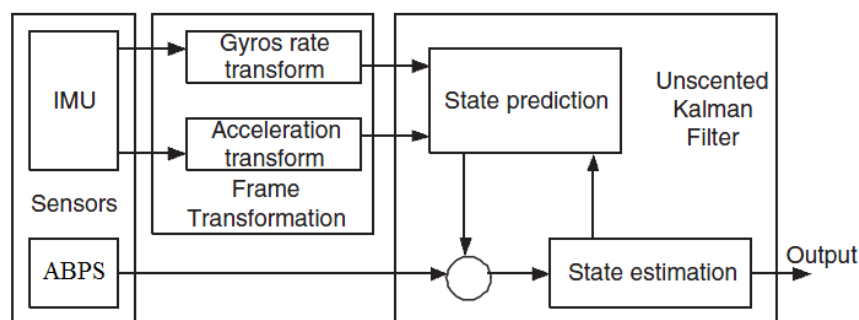 IMU
Sensors
ABPS
Gyros rate
transform
Acceleration
transform
Frame
Transformation
State prediction
Unscented
Kalman
Filter
State estimation
Output